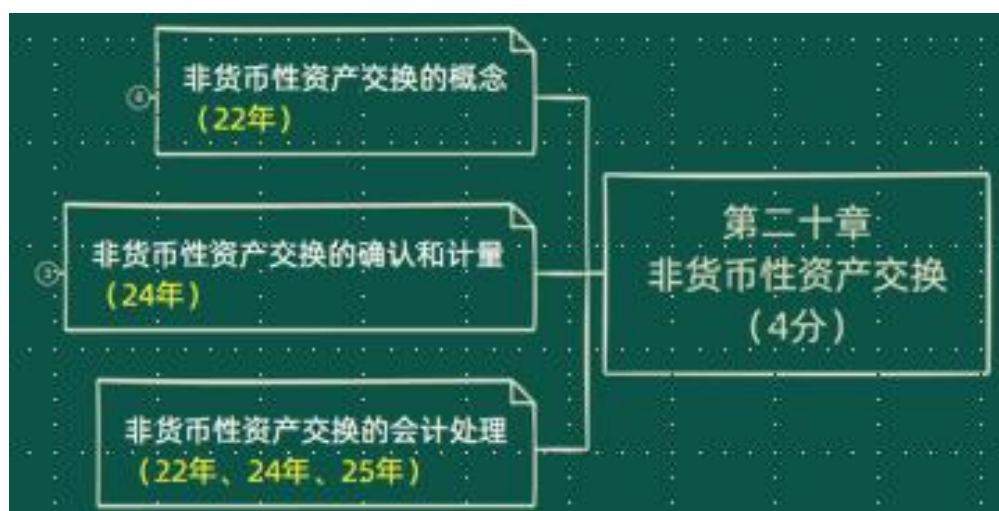 ④
非货币性资产交换的概念
（22年）
③
非货币性资产交换的确认和计量
（24年）
非货币性资产交换的会计处理
（22年、24年、25年）
第二十章
非货币性资产交换
（4分）